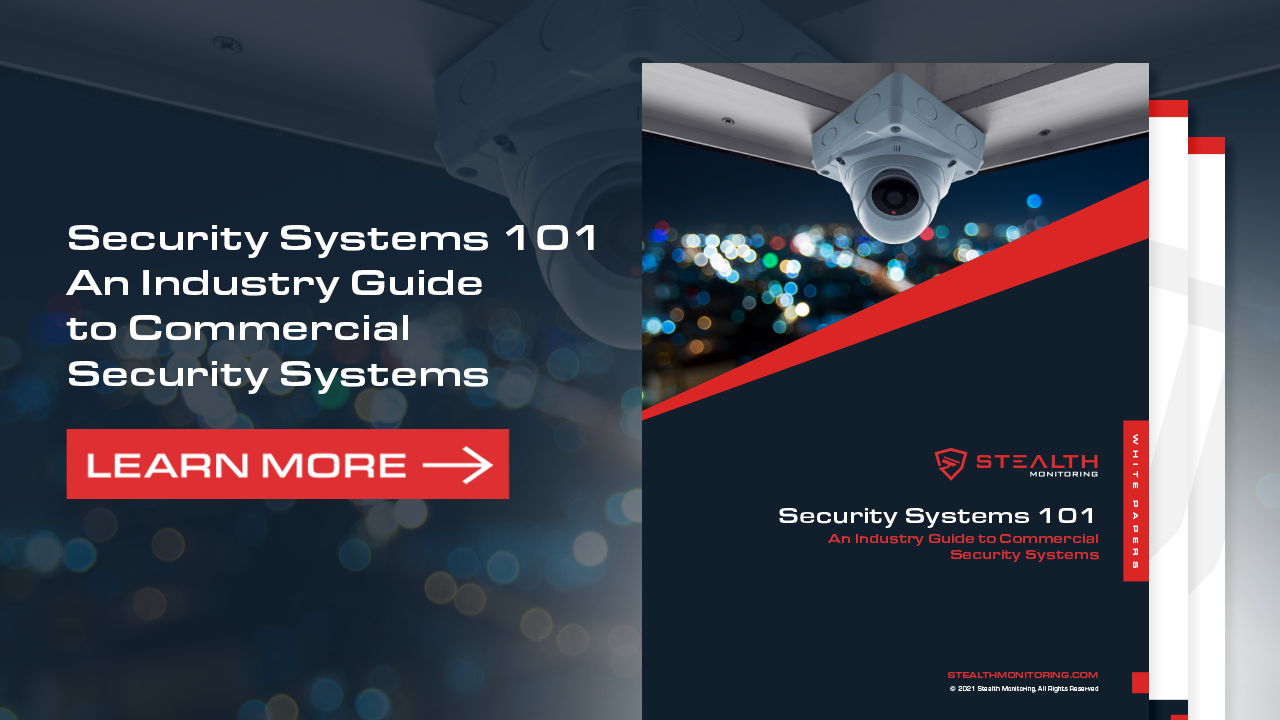 Security Systems 101
An Industry Guide
to Commercial
Security Systems
LEARN MORE
STEALTH
MONITORING
Security Systems 101
An Industry Guide to Commercial
Security Systems
WHITE PAPERS
STEALTHMONITORING.COM
© 2021 Stealth Monitoring, All Rights Reserved